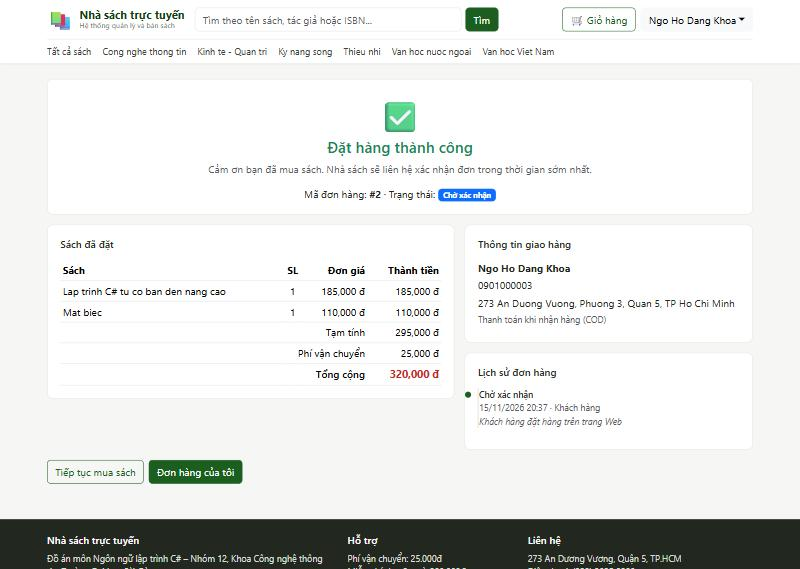 Nhà sách trực tuyến
Hệ thống quản lý và bán sách
Tìm theo tên sách, tác giả hoặc ISBN...
Tìm
Giỏ hàng
Ngo Ho Dang Khoa
Tất cả sách Cong nghe thong tin Kinh te - Quan tri Ky nang song Thieu nhi Van hoc nuoc ngoai Van hoc Viet Nam
Đặt hàng thành công
Cảm ơn bạn đã mua sách. Nhà sách sẽ liên hệ xác nhận đơn trong thời gian sớm nhất.
Mã đơn hàng: #2 · Trạng thái: Chờ xác nhận
Sách đã đặt
Sách SL Đơn giá Thành tiền
Lap trinh C# tu co ban den nang cao 1 185,000 đ 185,000 đ
Mat biec 1 110,000 đ 110,000 đ
Tạm tính 295,000 đ
Phí vận chuyển 25,000 đ
Tổng cộng 320,000 đ
Thông tin giao hàng
Ngo Ho Dang Khoa
0901000003
273 An Duong Vuong, Phuong 3, Quan 5, TP Ho Chi Minh
Thanh toán khi nhận hàng (COD)
Lịch sử đơn hàng
Chờ xác nhận
15/11/2026 20:37 · Khách hàng
Khách hàng đặt hàng trên trang Web
Tiếp tục mua sách
Đơn hàng của tôi
Nhà sách trực tuyến
Đồ án môn Ngôn ngữ lập trình C# – Nhóm 12, Khoa Công nghệ thông
Hỗ trợ
Phí vận chuyển: 25.000đ
Liên hệ
273 An Dương Vương, Quận 5, TP.HCM